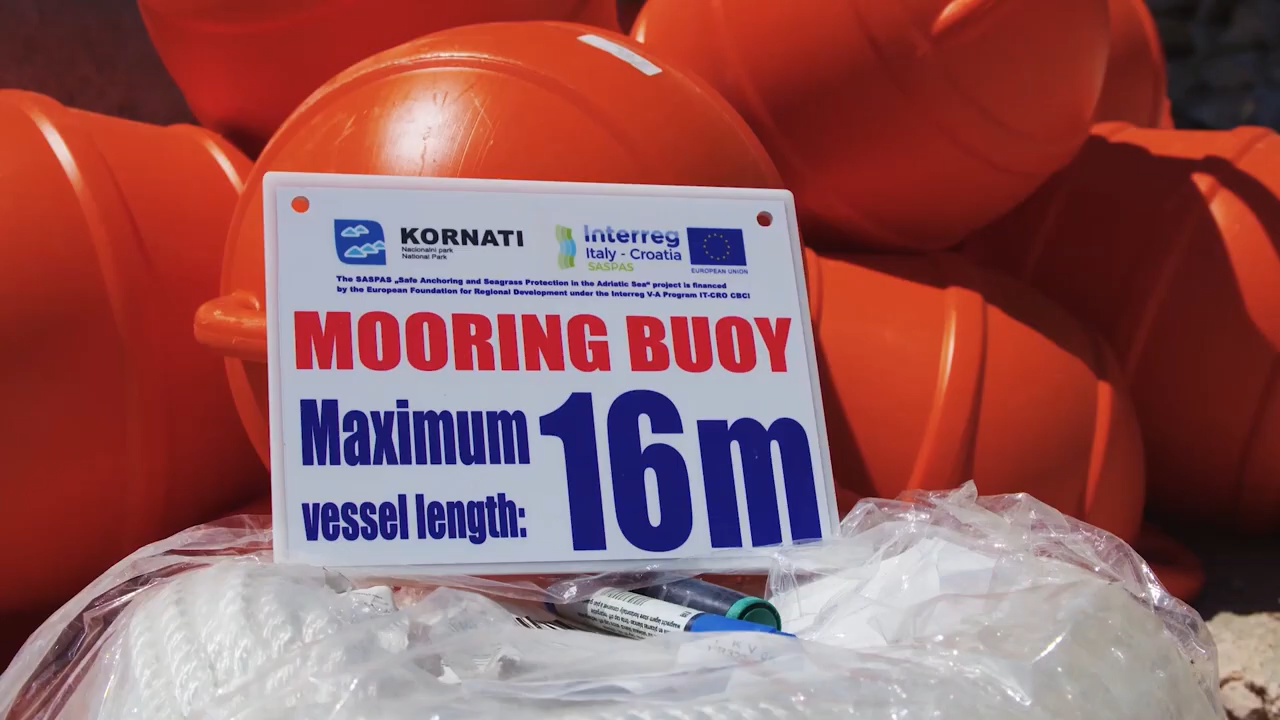 KORNATI
Nacionalni park
National Park
Interreg
Italy - Croatia
SASPAS
EUROPEAN UNION
The SASPAS „Safe Anchoring and Seagrass Protection in the Adriatic Sea“ project is financed
by the European Foundation for Regional Development under the Interreg V-A Program IT-CRO CBC!
MOORING BUOY
Maximum
vessel length:
16m